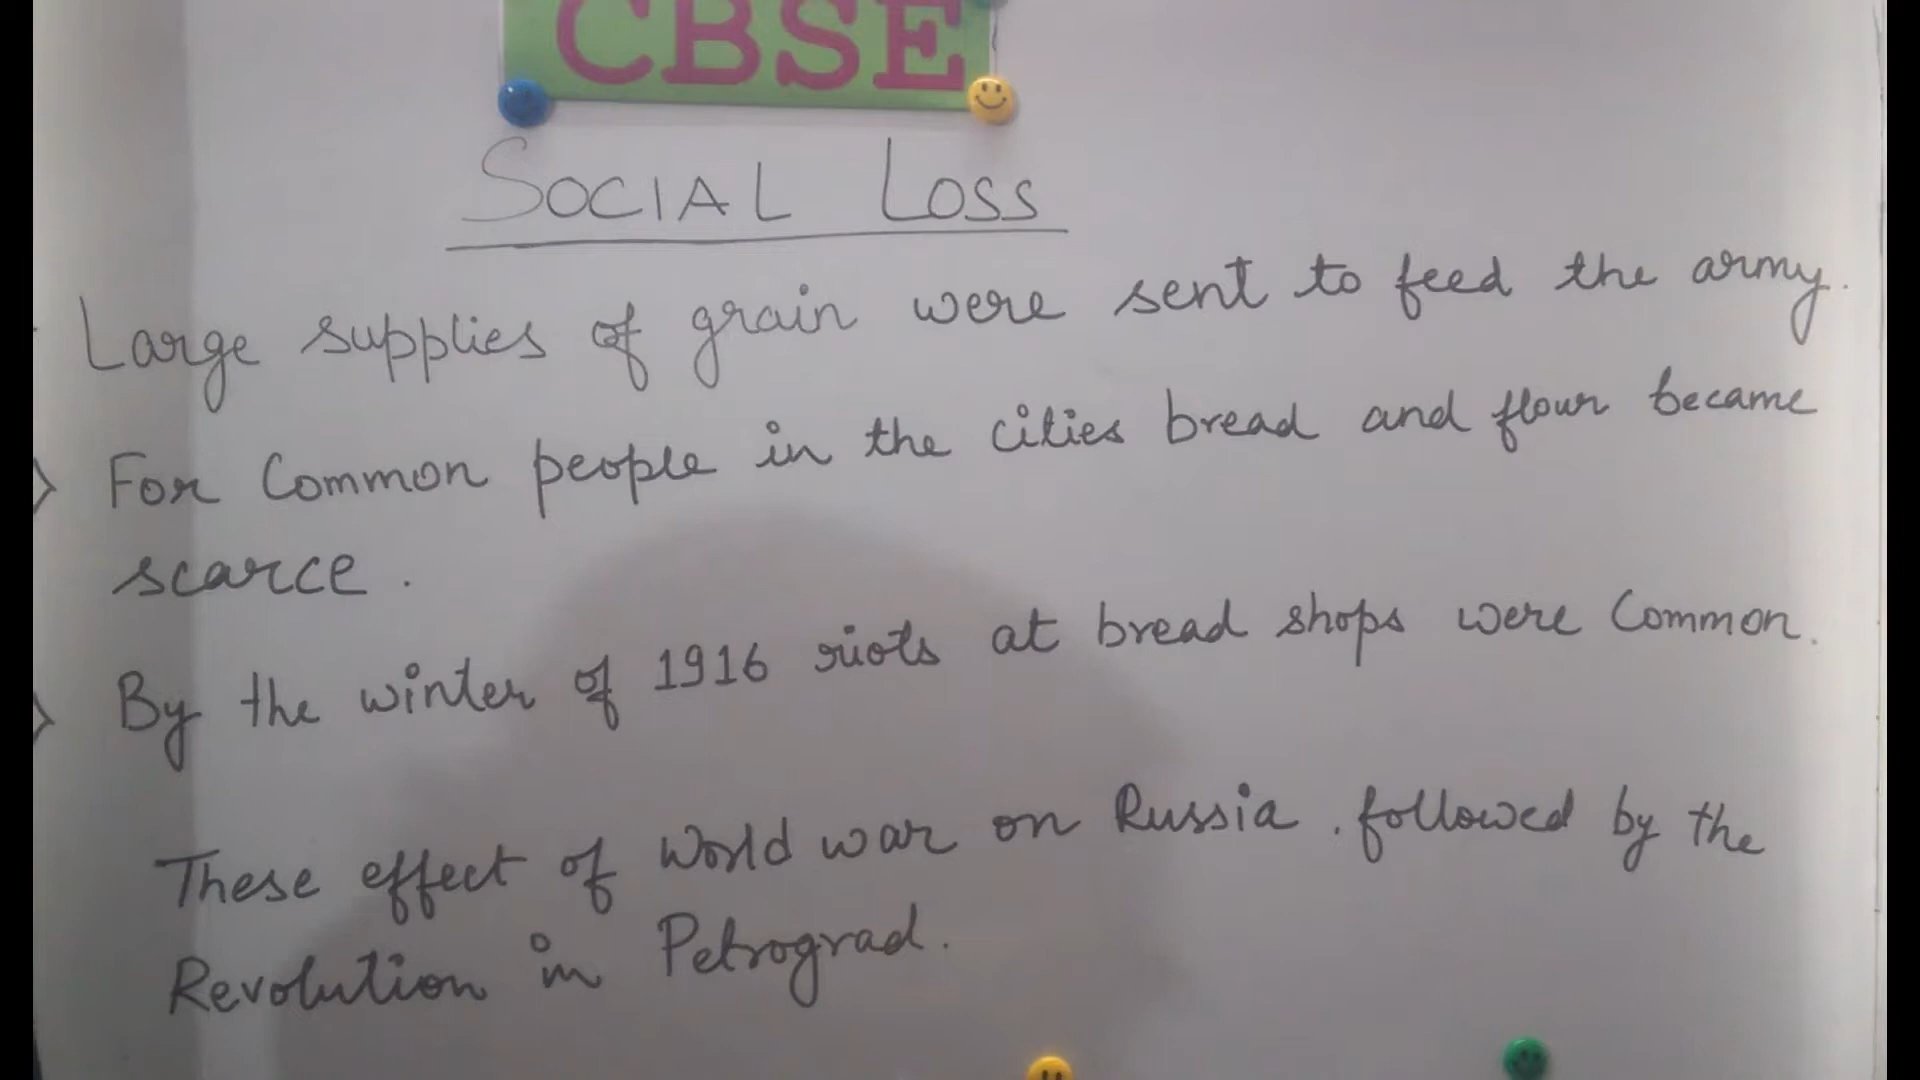 CBSE
SOCIAL LOSS
Large supplies of grain were sent to feed the army.
For Common people in the cities bread and flour became
scarce.
By the winter of 1916 riots at bread shops were Common.
These effect of World war on Russia. followed by the
Revolution in Petrograd.